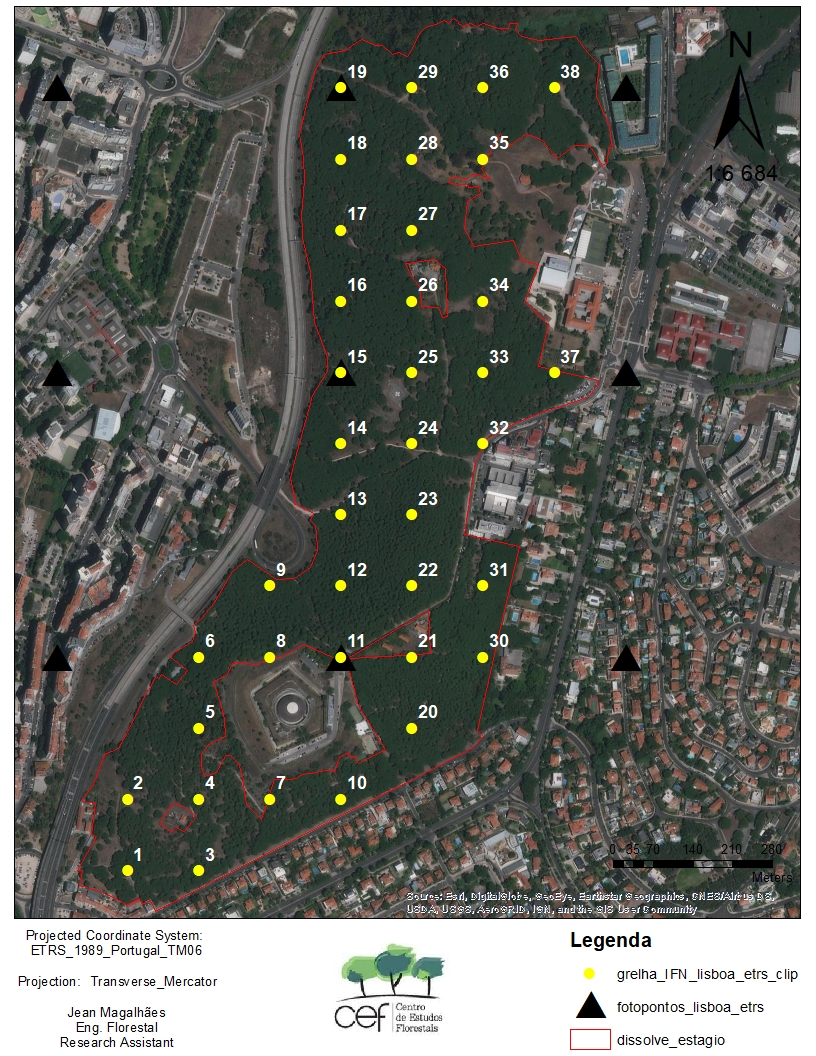 N
1:6 684
19
29
36
38
18
28
35
17
27
16
26
34
15
25
33
37
14
24
32
13
23
9
12
22
31
6
8
11
21
30
5
20
2
4
7
10
1
3
0 35 70 140 210 280
Meters
Source: Esri, DigitalGlobe, GeoEye, Earthstar Geographics, CNES/Airbus DS,
USDA, USGS, AeroGRID, IGN, and the GIS User Community
Projected Coordinate System:
ETRS_1989_Portugal_TM06
Projection: Transverse_Mercator
Jean Magalhães
Eng. Florestal
Research Assistant
cef
Centro
de Estudos
Florestais
Legenda
grelha_IFN_lisboa_etrs_clip
fotopontos_lisboa_etrs
dissolve_estagio